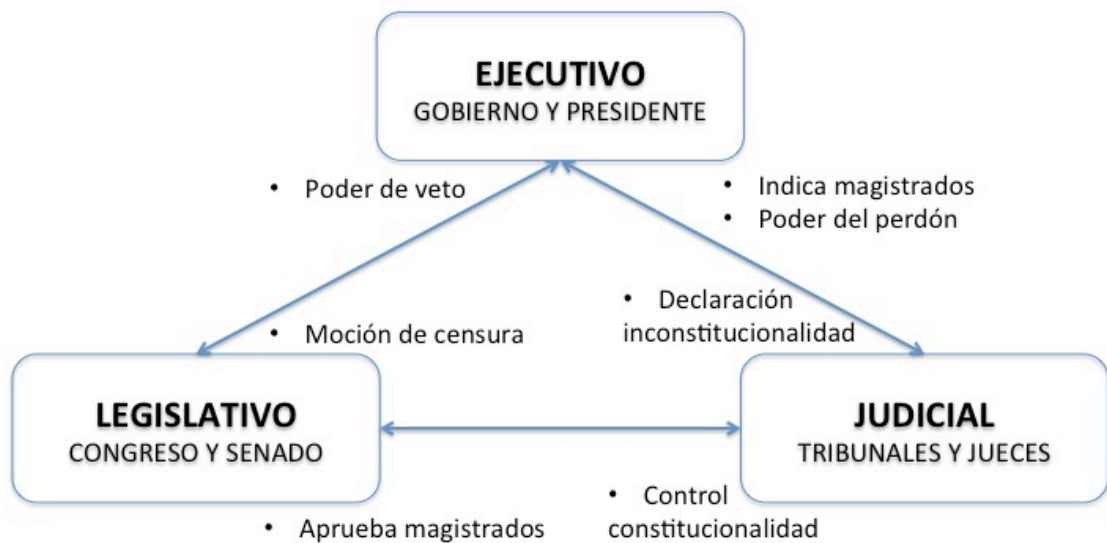 EJECUTIVO
GOBIERNO Y PRESIDENTE
• Poder de veto
• Indica magistrados
• Poder del perdón
• Declaración
inconstitucionalidad
• Moción de censura
LEGISLATIVO
CONGRESO Y SENADO
JUDICIAL
TRIBUNALES Y JUECES
• Aprueba magistrados
• Control
constitucionalidad